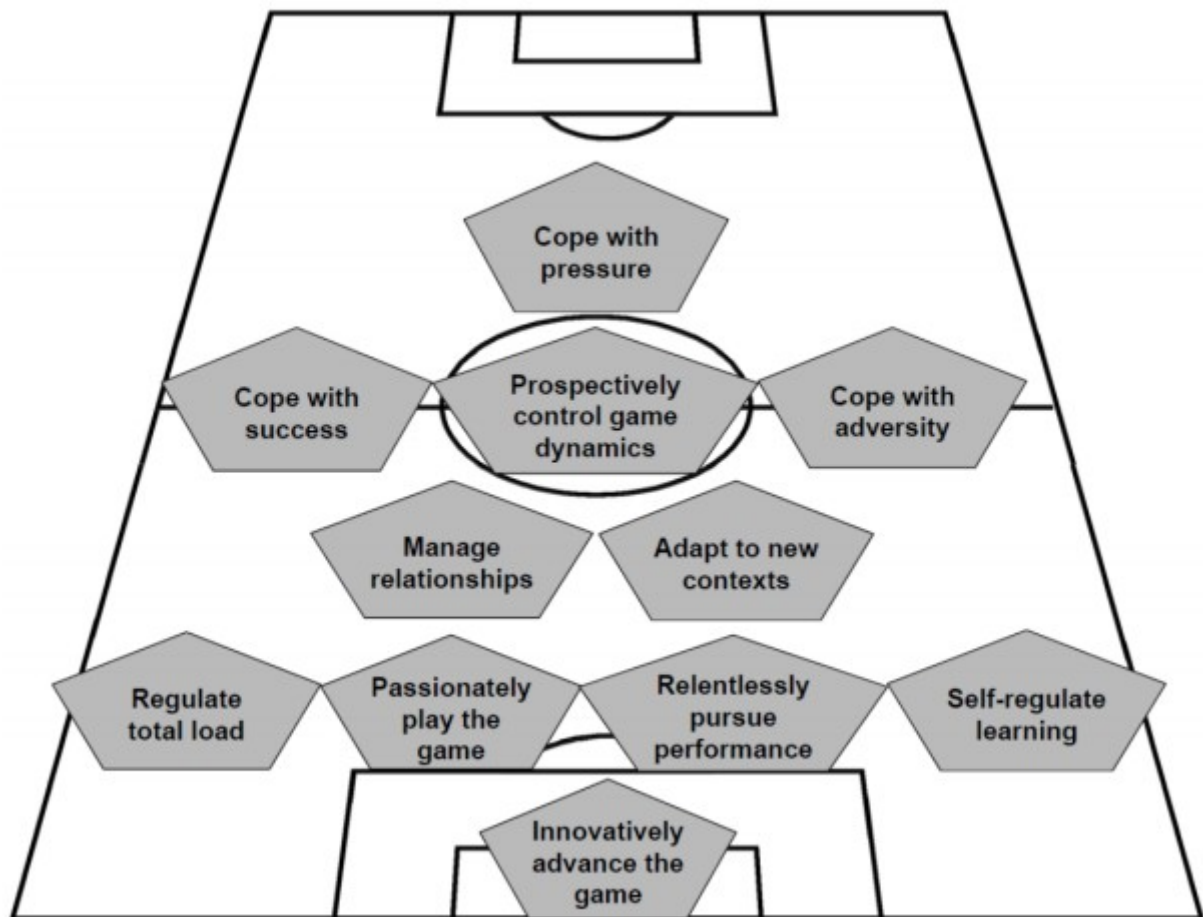 Cope with
pressure
Cope with
success
Prospectively
control game
dynamics
Cope with
adversity
Manage
relationships
Adapt to new
contexts
Regulate
total load
Passionately
play the
game
Relentlessly
pursue
performance
Self-regulate
learning
Innovatively
advance the
game